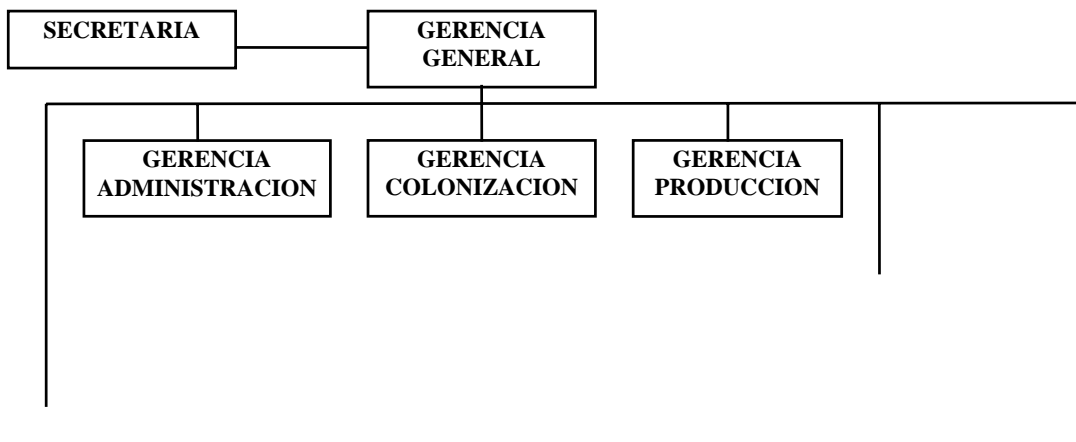 SECRETARIA
GERENCIA
GENERAL
GERENCIA
ADMINISTRACION
GERENCIA
COLONIZACION
GERENCIA
PRODUCCION